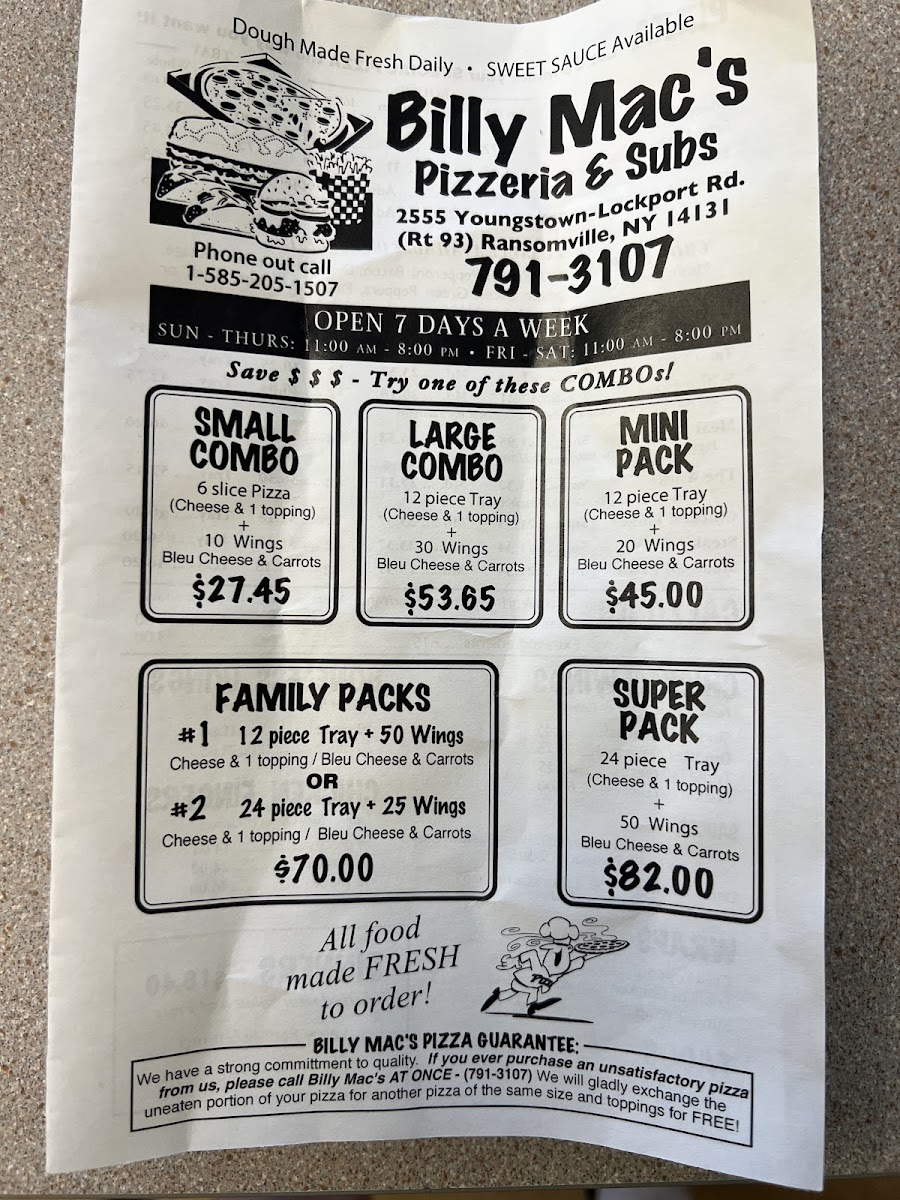 Dough Made Fresh Daily • SWEET SAUCE Available
Billy Mac's
Pizzeria & Subs
2555 Youngstown-Lockport Rd.
(Rt 93) Ransomville, NY 14131
791-3107
Phone out call
1-585-205-1507
OPEN 7 DAYS A WEEK
SUN - THURS: 11:00 AM - 8:00 PM • FRI - SAT: 11:00 AM - 8:00 PM
Save $ $ $ - Try one of these COMBOs!
SMALL
COMBO
6 slice Pizza
(Cheese & 1 topping)
+
10 Wings
Bleu Cheese & Carrots
$27.45
LARGE
COMBO
12 piece Tray
(Cheese & 1 topping)
+
30 Wings
Bleu Cheese & Carrots
$53.65
MINI
PACK
12 piece Tray
(Cheese & 1 topping)
+
20 Wings
Bleu Cheese & Carrots
$45.00
FAMILY PACKS
#1 12 piece Tray + 50 Wings
Cheese & 1 topping / Bleu Cheese & Carrots
OR
#2 24 piece Tray + 25 Wings
Cheese & 1 topping / Bleu Cheese & Carrots
$70.00
SUPER
PACK
24 piece Tray
(Cheese & 1 topping)
+
50 Wings
Bleu Cheese & Carrots
$82.00
All food
made FRESH
to order!
BILLY MAC'S PIZZA GUARANTEE:
We have a strong committment to quality. If you ever purchase an unsatisfactory pizza
from us, please call Billy Mac's AT ONCE - (791-3107) We will gladly exchange the
uneaten portion of your pizza for another pizza of the same size and toppings for FREE!